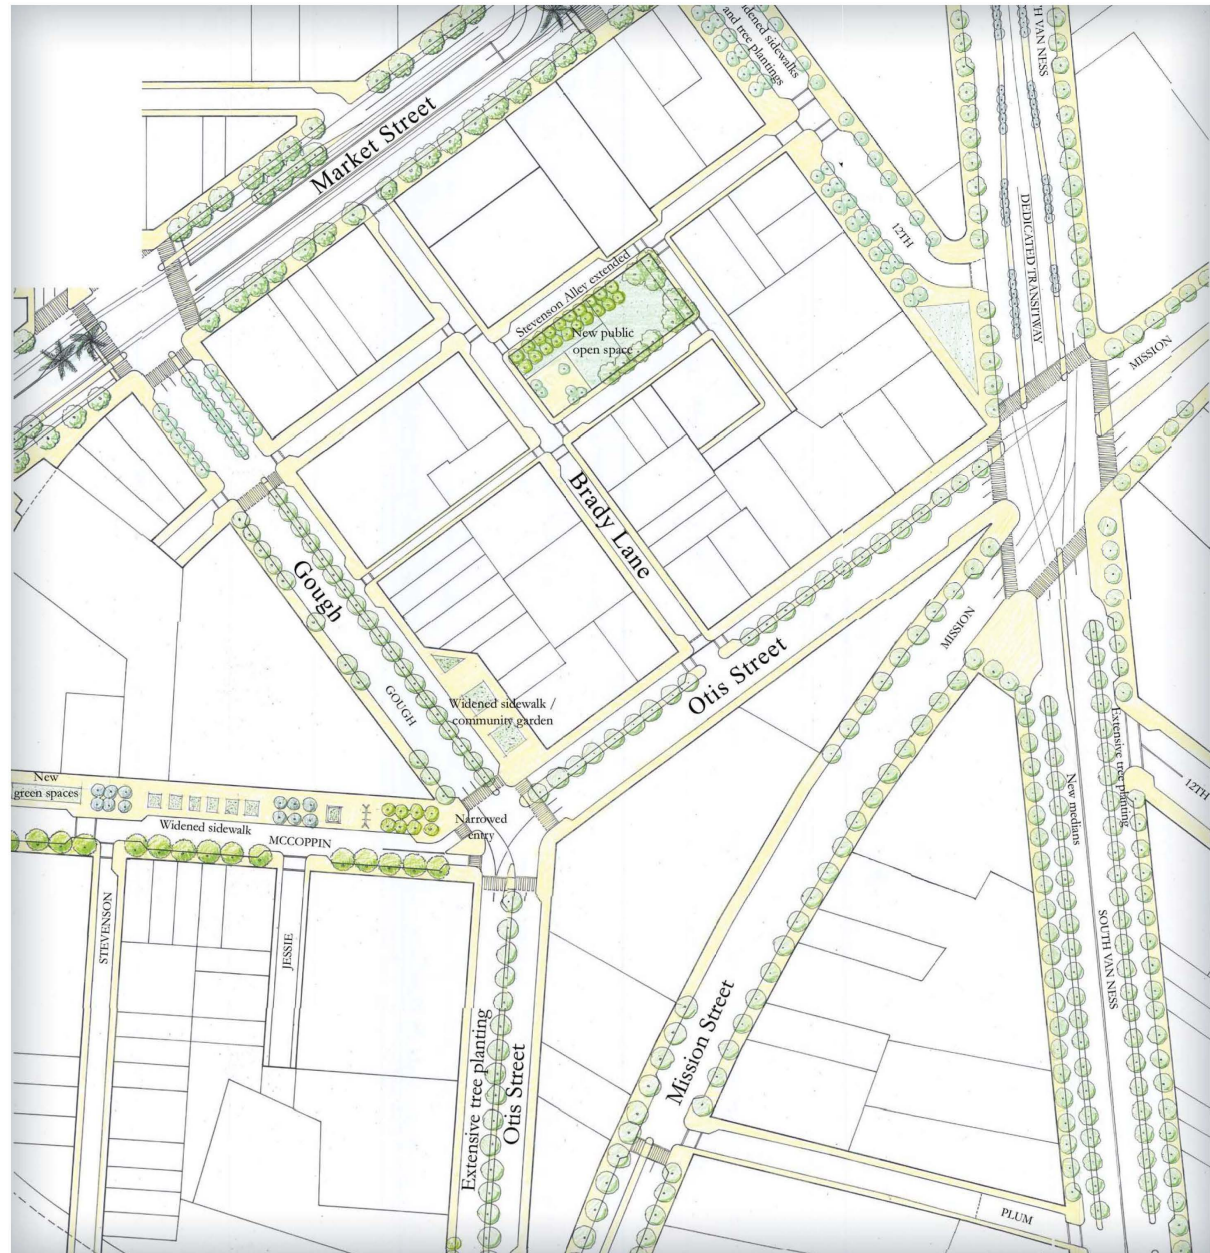 Widened sidewalks
and tree plantings
SOUTH VAN NESS
Market Street
12TH
DEDICATED TRANSITWAY
MISSION
Stevenson Alley extended
New public
open space
Brady Lane
Gough
GOUGH
Otis Street
MISSION
Widened sidewalk /
community garden
New
green spaces
Widened sidewalk
MCCOPPIN
Narrowed
entry
New medians
Extensive tree planting
12TH
STEVENSON
JESSIE
SOUTH VAN NESS
Extensive tree planting
Otis Street
Mission Street
PLUM